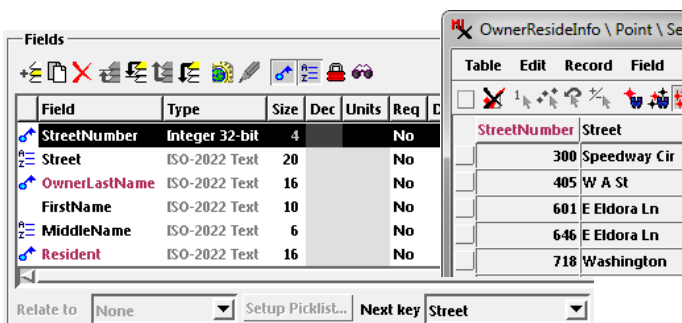 Fields
Field Type Size Dec Units Req D
StreetNumber Integer 32-bit 4 No
Street ISO-2022 Text 20 No
OwnerLastName ISO-2022 Text 16 No
FirstName ISO-2022 Text 10 No
MiddleName ISO-2022 Text 6 No
Resident ISO-2022 Text 16 No
Relate to None Setup Picklist... Next key Street
OwnerResideInfo \ Point \ Se
Table Edit Record Field
StreetNumber Street
300 Speedway Cir
405 W A St
601 E Eldora Ln
646 E Eldora Ln
718 Washington